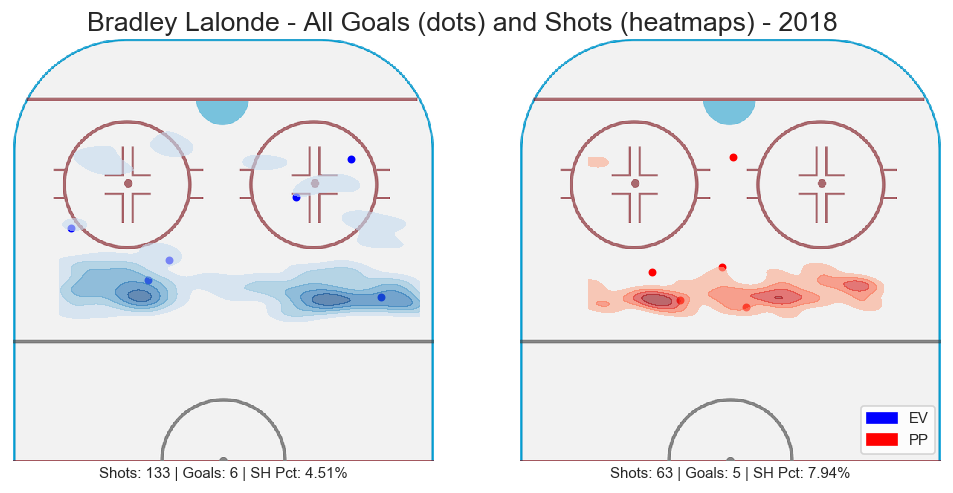 Bradley Lalonde - All Goals (dots) and Shots (heatmaps) - 2018
EV
PP
Shots: 133 | Goals: 6 | SH Pct: 4.51%
Shots: 63 | Goals: 5 | SH Pct: 7.94%